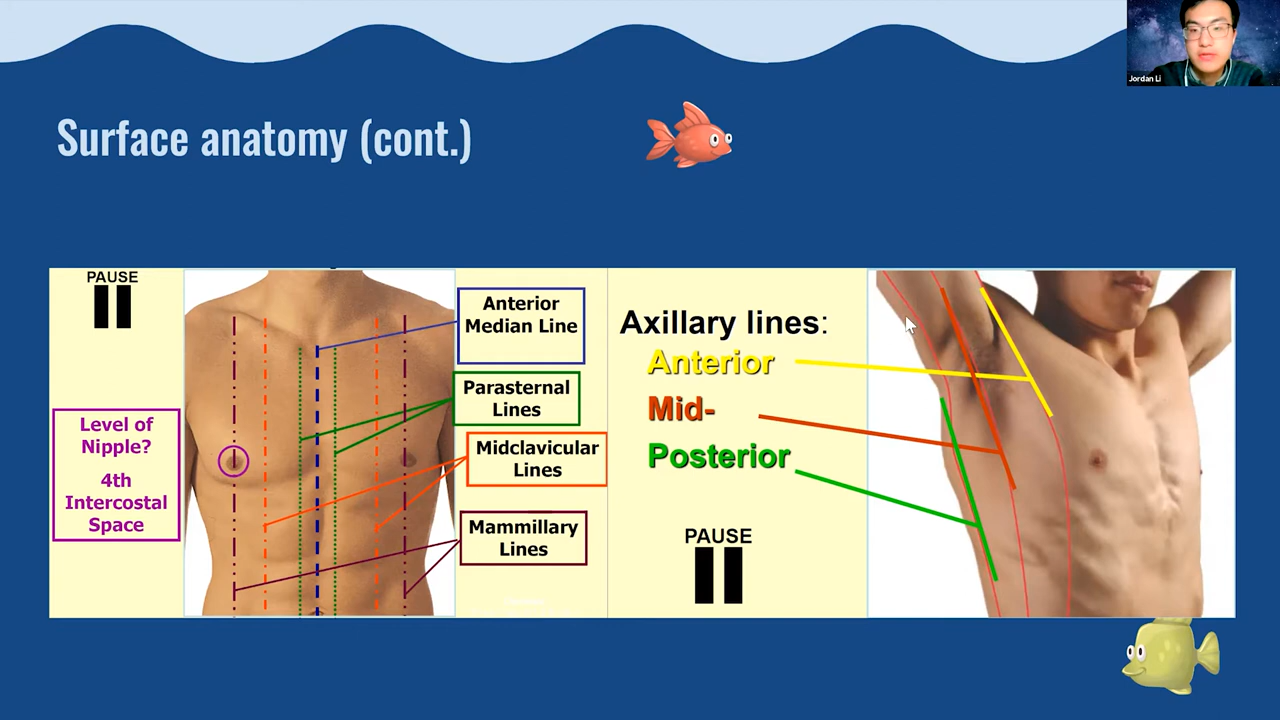 Jordan Li
Surface anatomy (cont.)
PAUSE
Level of
Nipple?
4th
Intercostal
Space
Anterior
Median Line
Parasternal
Lines
Midclavicular
Lines
Mammillary
Lines
Axillary lines:
Anterior
Mid-
Posterior
PAUSE